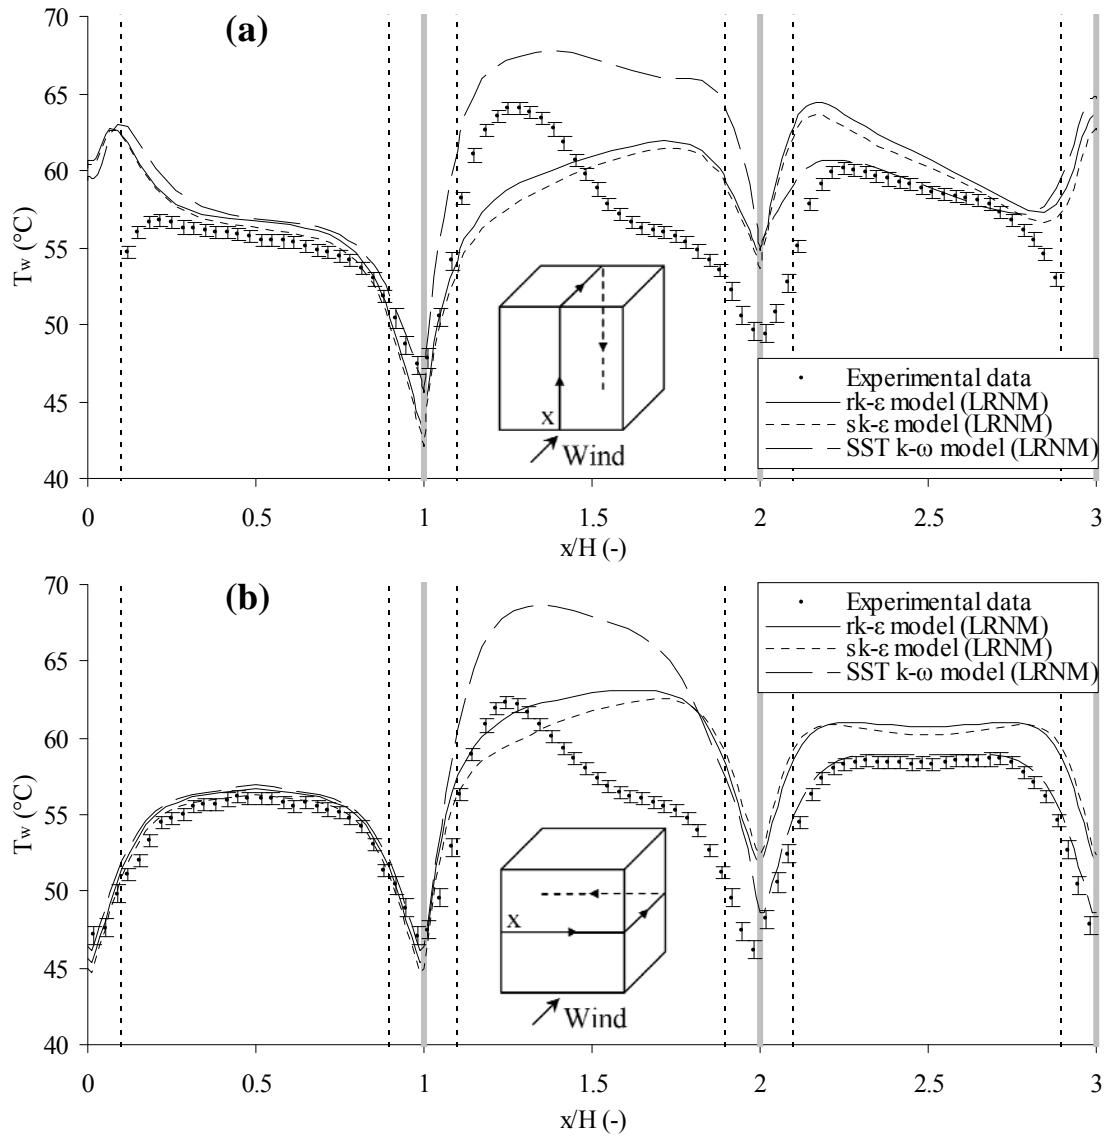 (a)
70
65
60
55
50
45
40
T_w (°C)
0
0.5
1
1.5
2
2.5
3
x/H (-)
x
Wind
Experimental data
rk-ε model (LRNM)
sk-ε model (LRNM)
SST k-ω model (LRNM)
(b)
70
65
60
55
50
45
40
T_w (°C)
0
0.5
1
1.5
2
2.5
3
x/H (-)
x
Wind
Experimental data
rk-ε model (LRNM)
sk-ε model (LRNM)
SST k-ω model (LRNM)